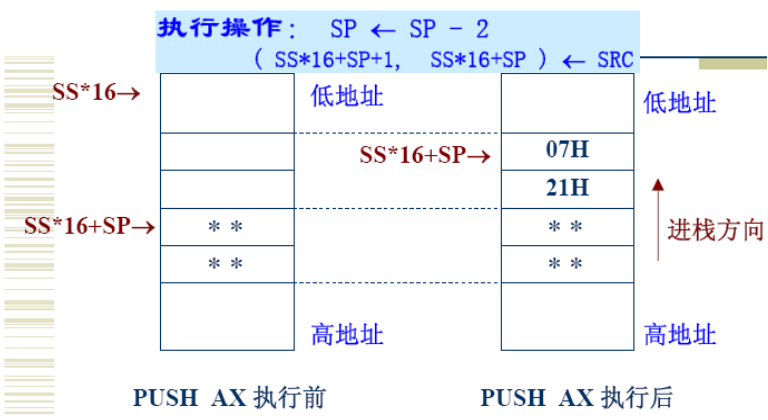 执行操作: SP ← SP - 2
( SS*16+SP+1, SS*16+SP ) ← SRC
SS*16→
低地址
低地址
SS*16+SP→
07H
21H
SS*16+SP→
* *
* *
进栈方向
* *
* *
高地址
高地址
PUSH AX 执行前
PUSH AX 执行后